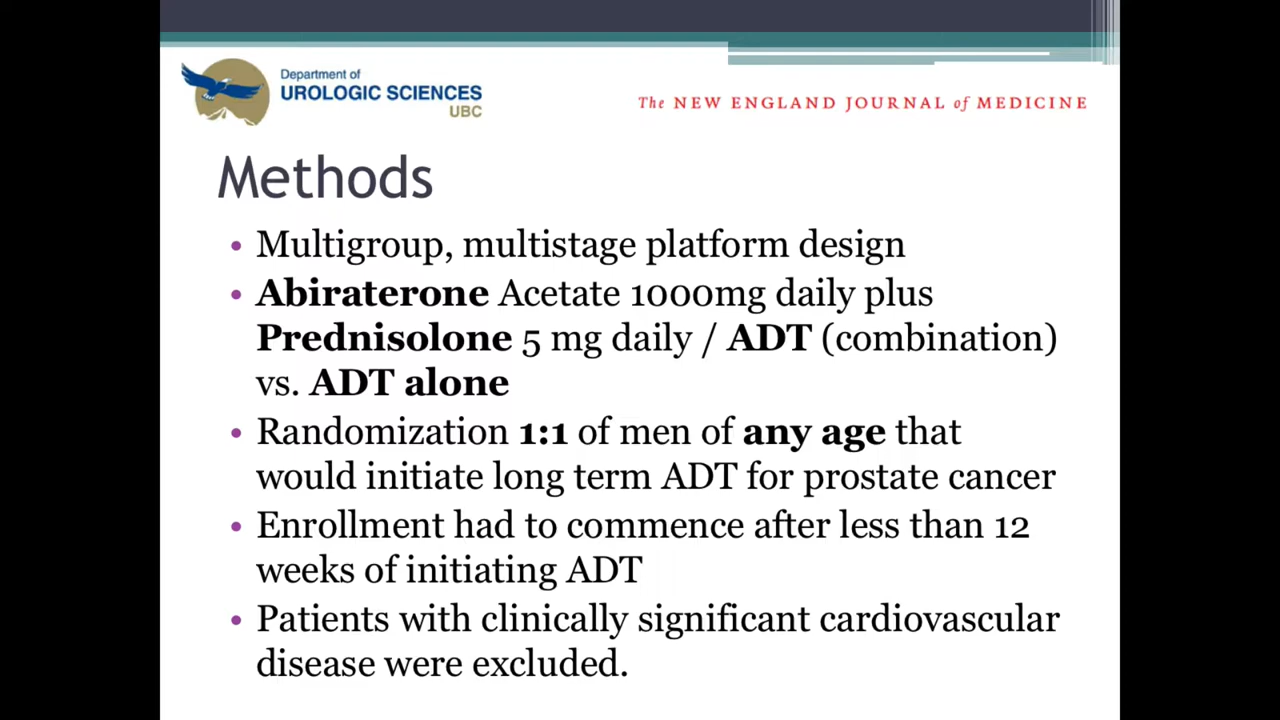 Department of
UROLOGIC SCIENCES
UBC
The NEW ENGLAND JOURNAL of MEDICINE
Methods
• Multigroup, multistage platform design
• Abiraterone Acetate 1000mg daily plus
Prednisolone 5 mg daily / ADT (combination)
vs. ADT alone
• Randomization 1:1 of men of any age that
would initiate long term ADT for prostate cancer
• Enrollment had to commence after less than 12
weeks of initiating ADT
• Patients with clinically significant cardiovascular
disease were excluded.